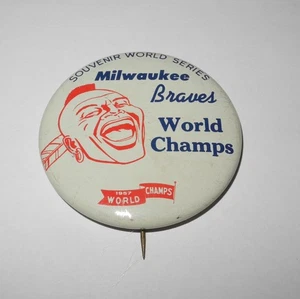 SOUVENIR WORLD SERIES
Milwaukee
Braves
World
Champs
1957
WORLD
CHAMPS